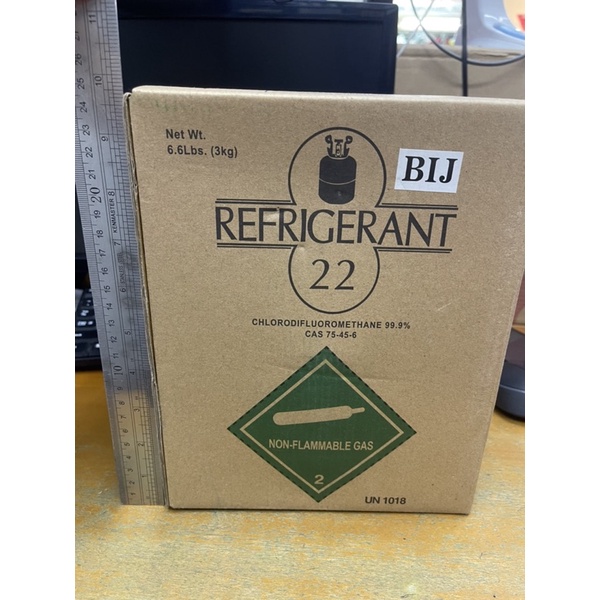 Net Wt.
6.6Lbs. (3kg)
BIJ
REFRIGERANT
22
CHLORODIFLUOROMETHANE 99.9%
CAS 75-45-6
NON-FLAMMABLE GAS
2
UN 1018
KENMASTER